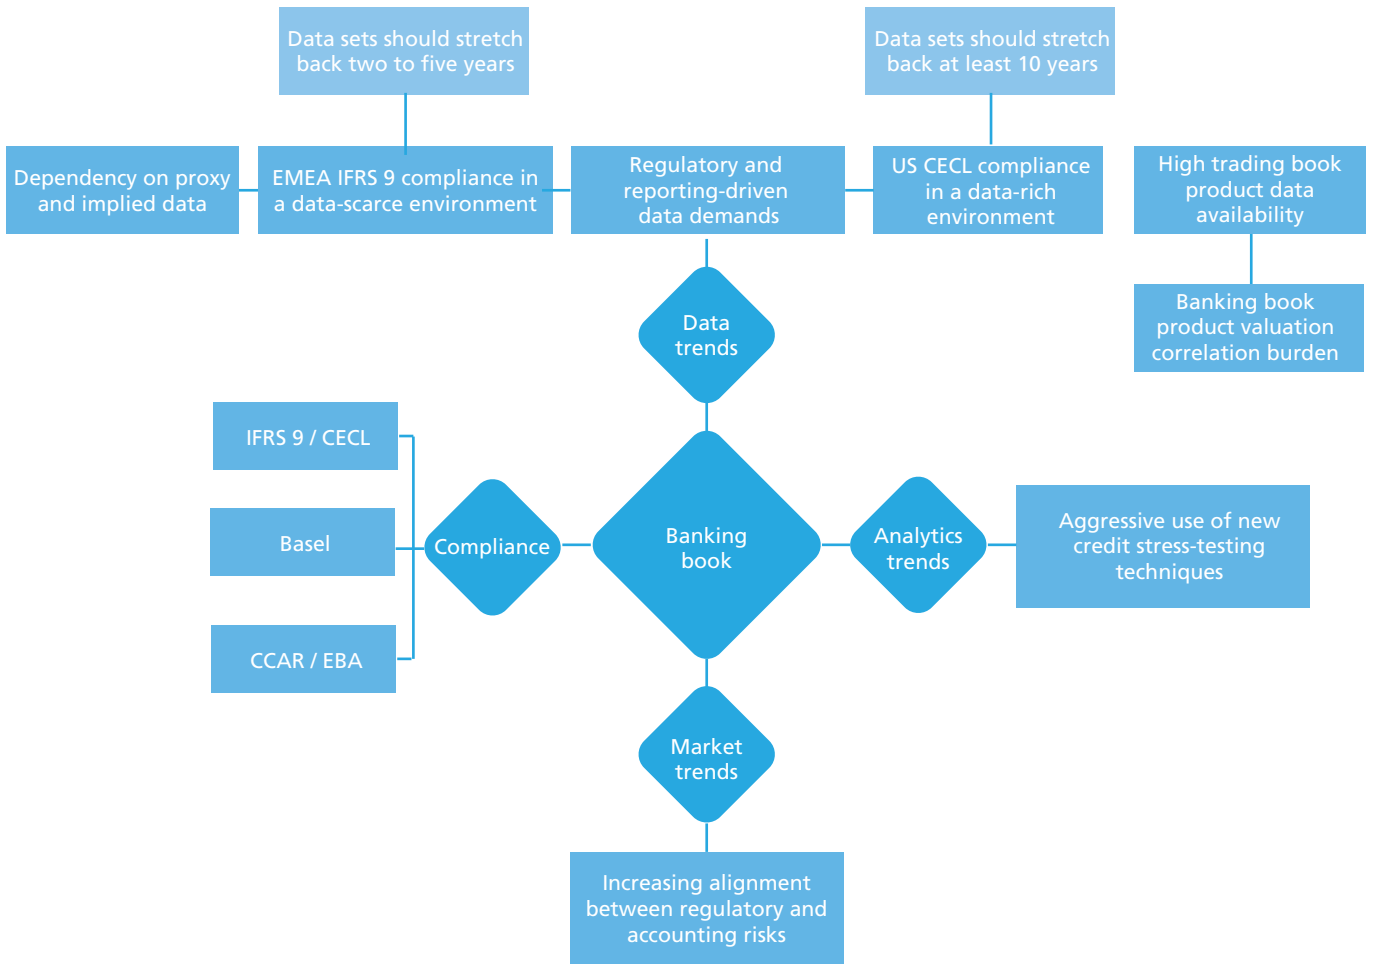 Data sets should stretch
back two to five years
Data sets should stretch
back at least 10 years
Dependency on proxy
and implied data
EMEA IFRS 9 compliance in
a data-scarce environment
Regulatory and
reporting-driven
data demands
US CECL compliance
in a data-rich
environment
High trading book
product data
availability
Banking book
product valuation
correlation burden
Data
trends
IFRS 9 / CECL
Basel
CCAR / EBA
Compliance
Banking
book
Analytics
trends
Aggressive use of new
credit stress-testing
techniques
Market
trends
Increasing alignment
between regulatory and
accounting risks